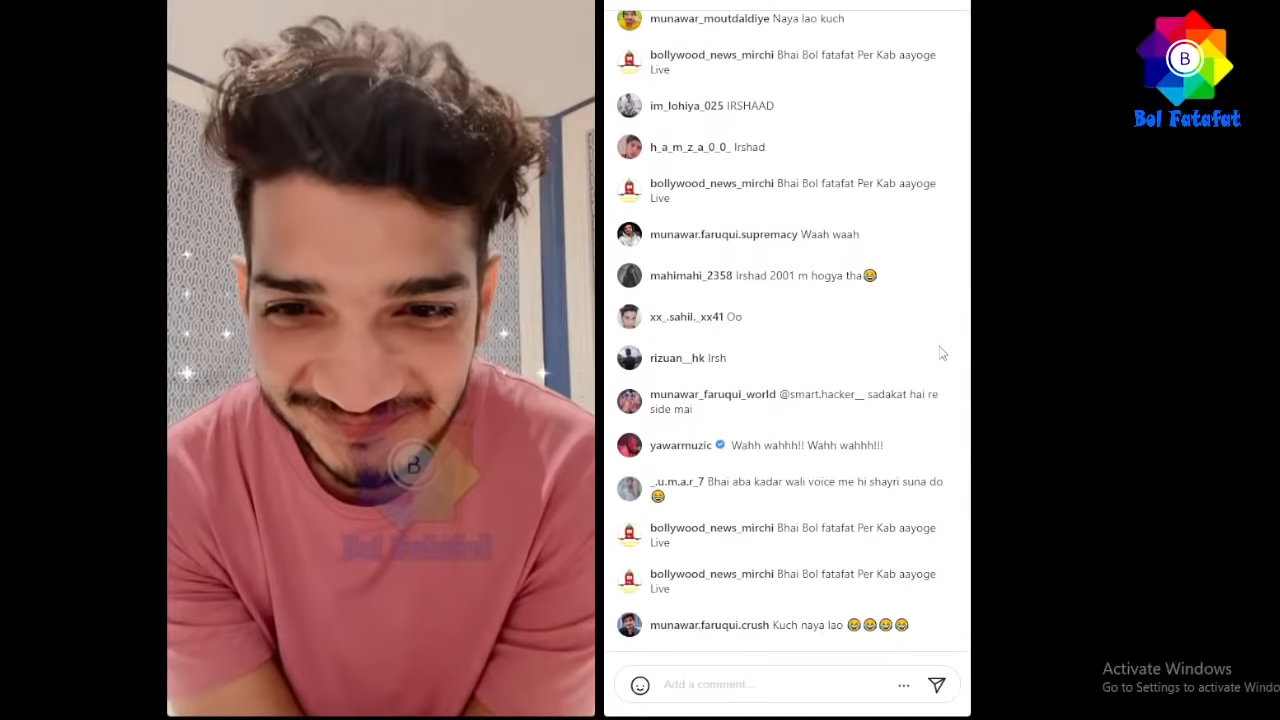 munawar_moutdaldiye Naya lao kuch
bollywood_news_mirchi Bhai Bol fatafat Per Kab aayoge
Live
im_lohiya_025 IRSHAAD
h_a_m_z_a_0_0_ Irshad
bollywood_news_mirchi Bhai Bol fatafat Per Kab aayoge
Live
munawar.faruqui.supremacy Waah waah
mahimahi_2358 Irshad 2001 m hogya tha😂
xx_.sahil._xx41 Oo
rizuan__hk Irsh
munawar_faruqui_world @smart.hacker__ sadakat hai re
side mai
yawarmuzic Wahh wahhh!! Wahh wahhh!!!
_.u.m.a.r_7 Bhai aba kadar wali voice me hi shayri suna do
😂
bollywood_news_mirchi Bhai Bol fatafat Per Kab aayoge
Live
bollywood_news_mirchi Bhai Bol fatafat Per Kab aayoge
Live
munawar.faruqui.crush Kuch naya lao 😂😂😂😂
Add a comment...
B
Bol Fatafat
B
Bol Fatafat
Activate Windows
Go to Settings to activate Windo